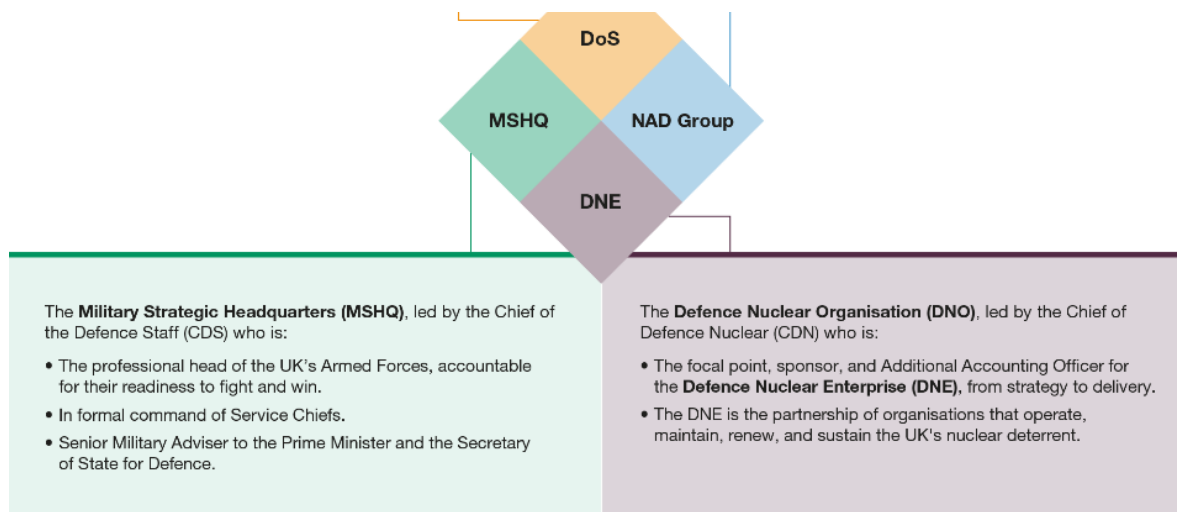 DoS
MSHQ
NAD Group
DNE
The Military Strategic Headquarters (MSHQ), led by the Chief of
the Defence Staff (CDS) who is:
• The professional head of the UK’s Armed Forces, accountable
for their readiness to fight and win.
• In formal command of Service Chiefs.
• Senior Military Adviser to the Prime Minister and the Secretary
of State for Defence.
The Defence Nuclear Organisation (DNO), led by the Chief of
Defence Nuclear (CDN) who is:
• The focal point, sponsor, and Additional Accounting Officer for
the Defence Nuclear Enterprise (DNE), from strategy to delivery.
• The DNE is the partnership of organisations that operate,
maintain, renew, and sustain the UK's nuclear deterrent.